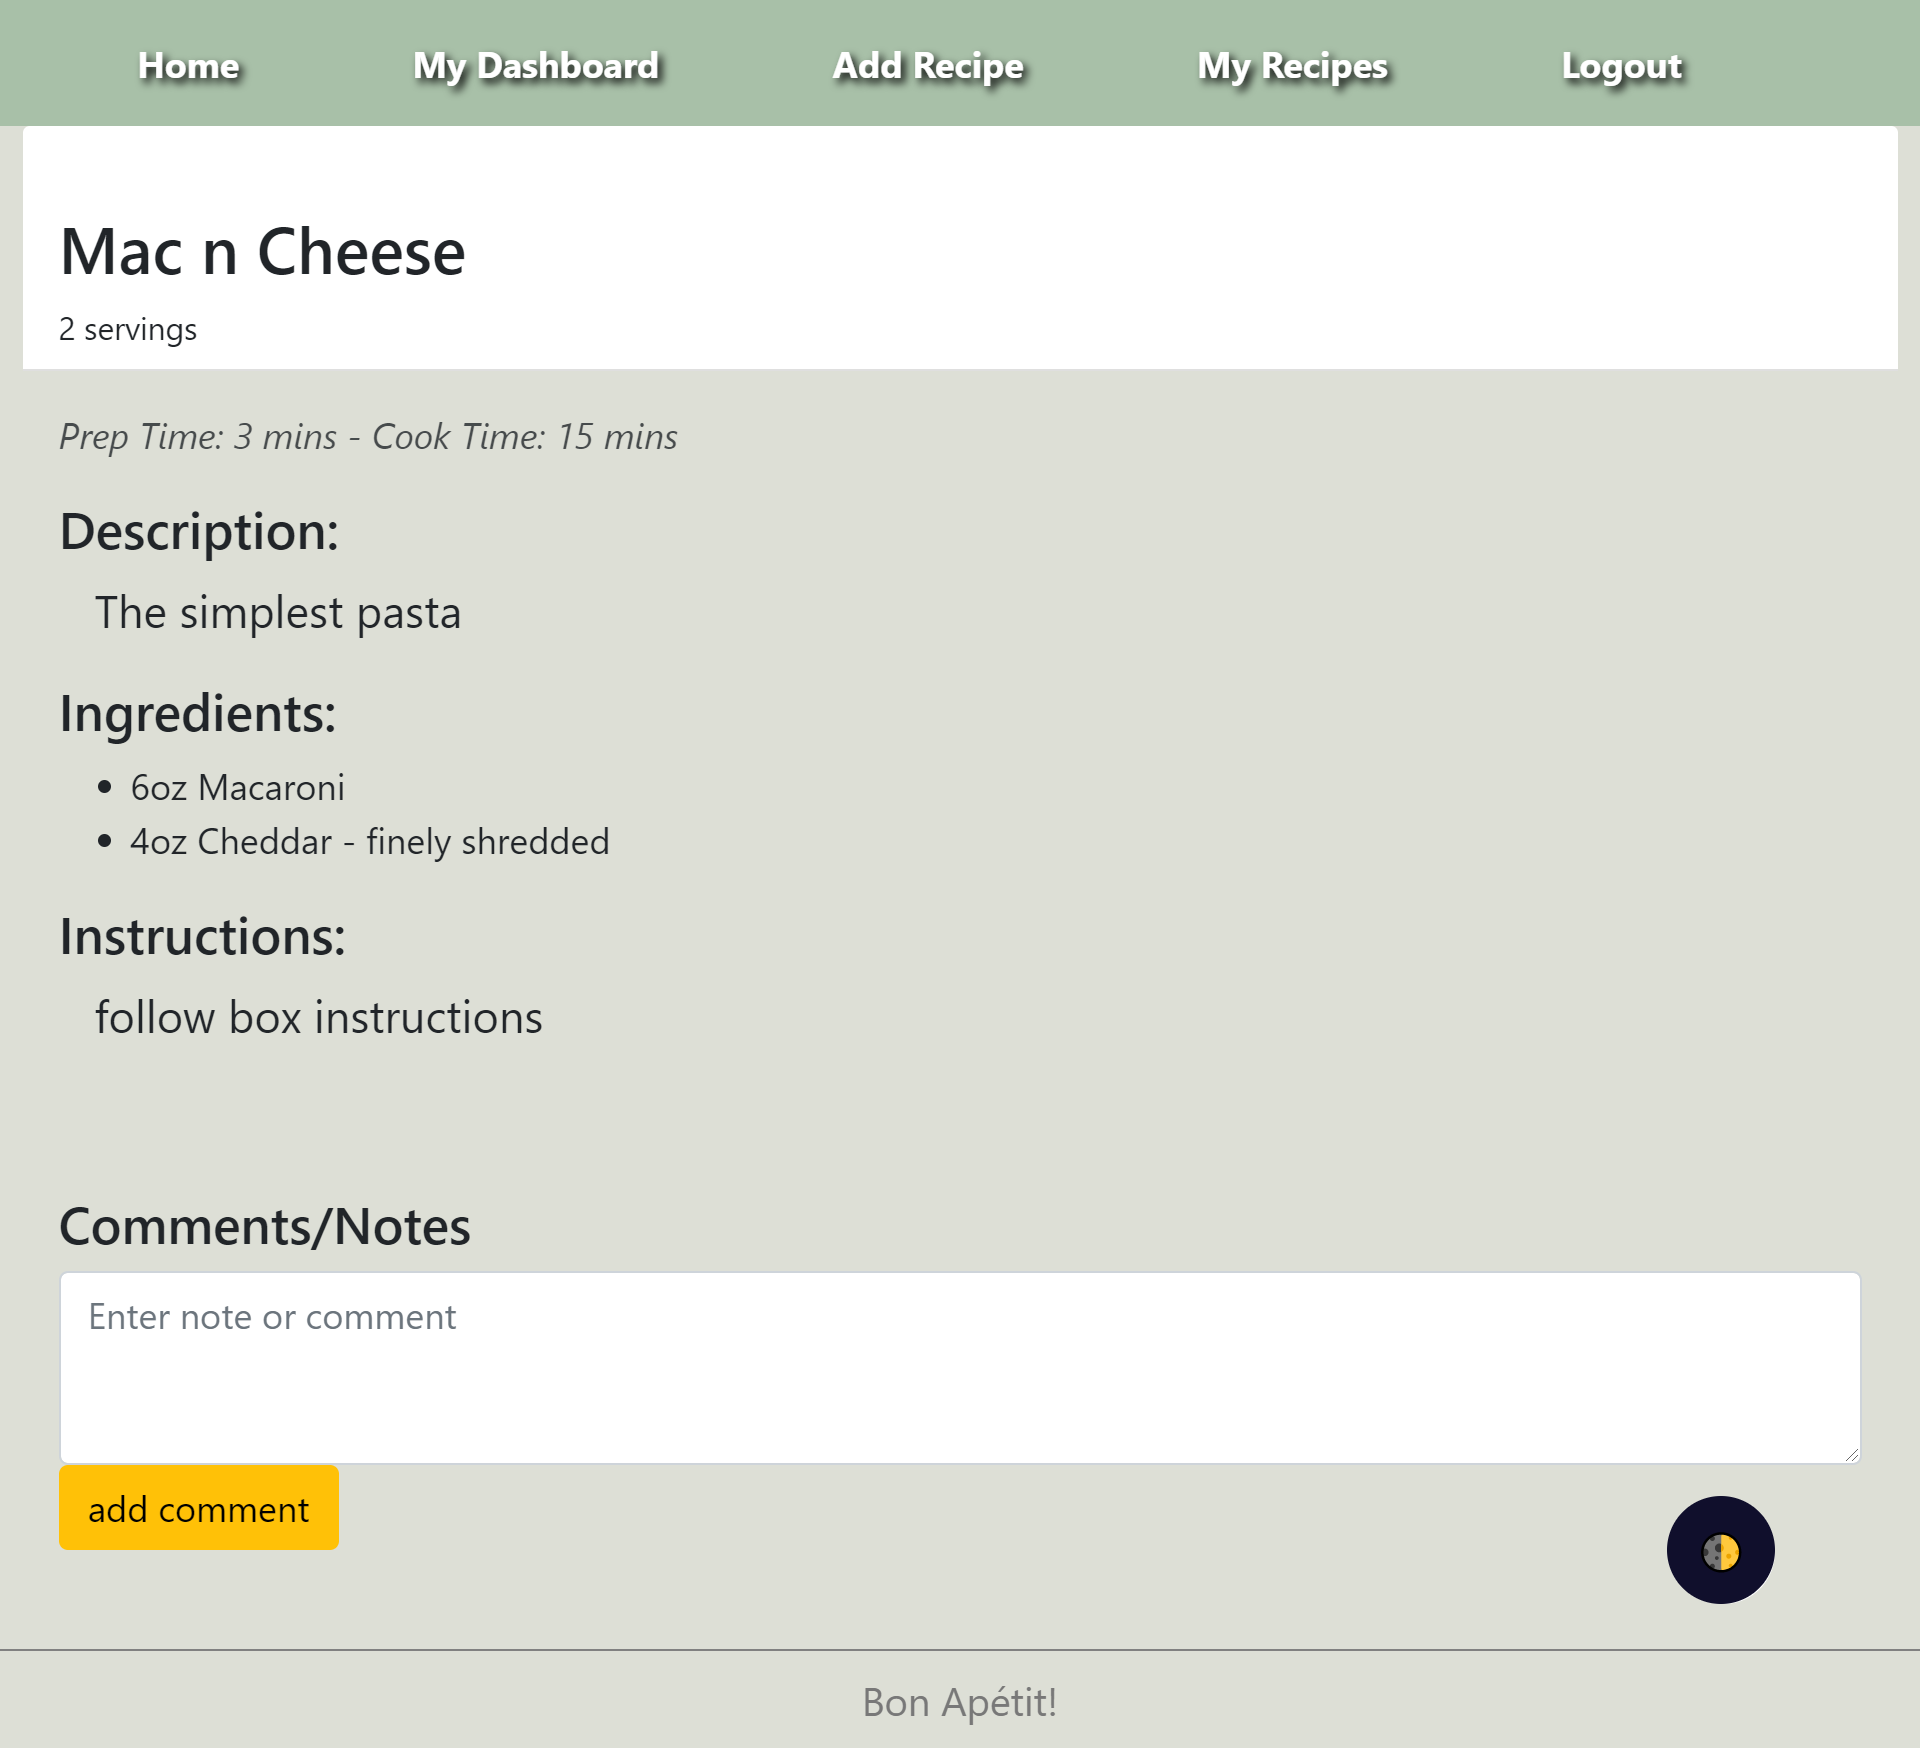 Home My Dashboard Add Recipe My Recipes Logout
Mac n Cheese
2 servings
Prep Time: 3 mins - Cook Time: 15 mins
Description:
The simplest pasta
Ingredients:
• 6oz Macaroni
• 4oz Cheddar - finely shredded
Instructions:
follow box instructions
Comments/Notes
Enter note or comment
add comment
Bon Apétit!